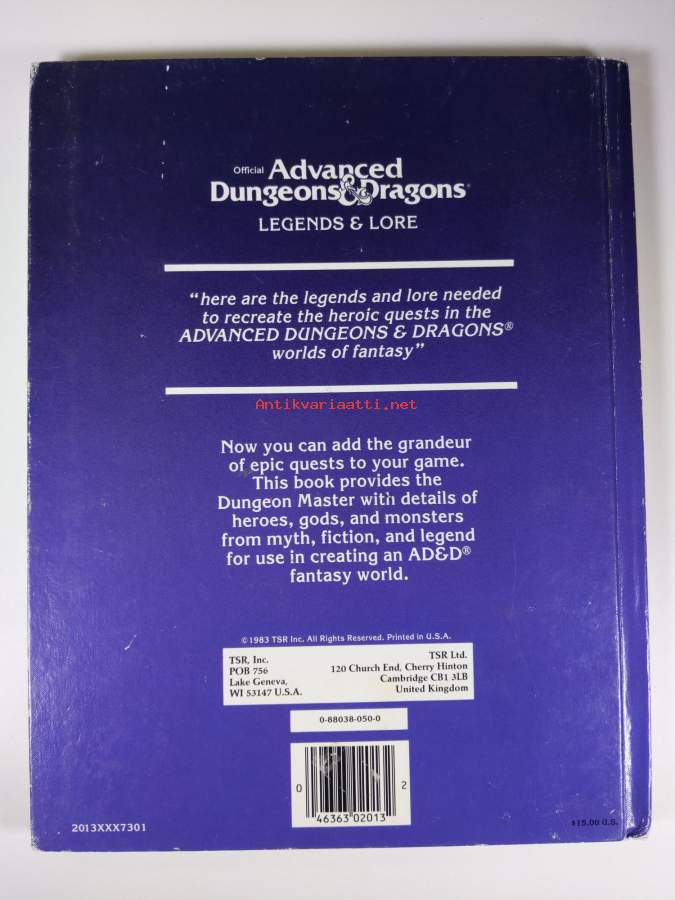 Official Advanced
Dungeons & Dragons®
LEGENDS & LORE
“here are the legends and lore needed
to recreate the heroic quests in the
ADVANCED DUNGEONS & DRAGONS®
worlds of fantasy”
Antikvariaatti.net
Now you can add the grandeur
of epic quests to your game.
This book provides the
Dungeon Master with details of
heroes, gods, and monsters
from myth, fiction, and legend
for use in creating an AD&D®
fantasy world.
©1983 TSR Inc. All Rights Reserved. Printed in U.S.A.
TSR, Inc.
POB 756
Lake Geneva,
WI 53147 U.S.A.
TSR Ltd.
120 Church End, Cherry Hinton
Cambridge CB1 3LB
United Kingdom
0-88038-050-0
0 46363 02013 2
2013XXX7301
$15.00 U.S.